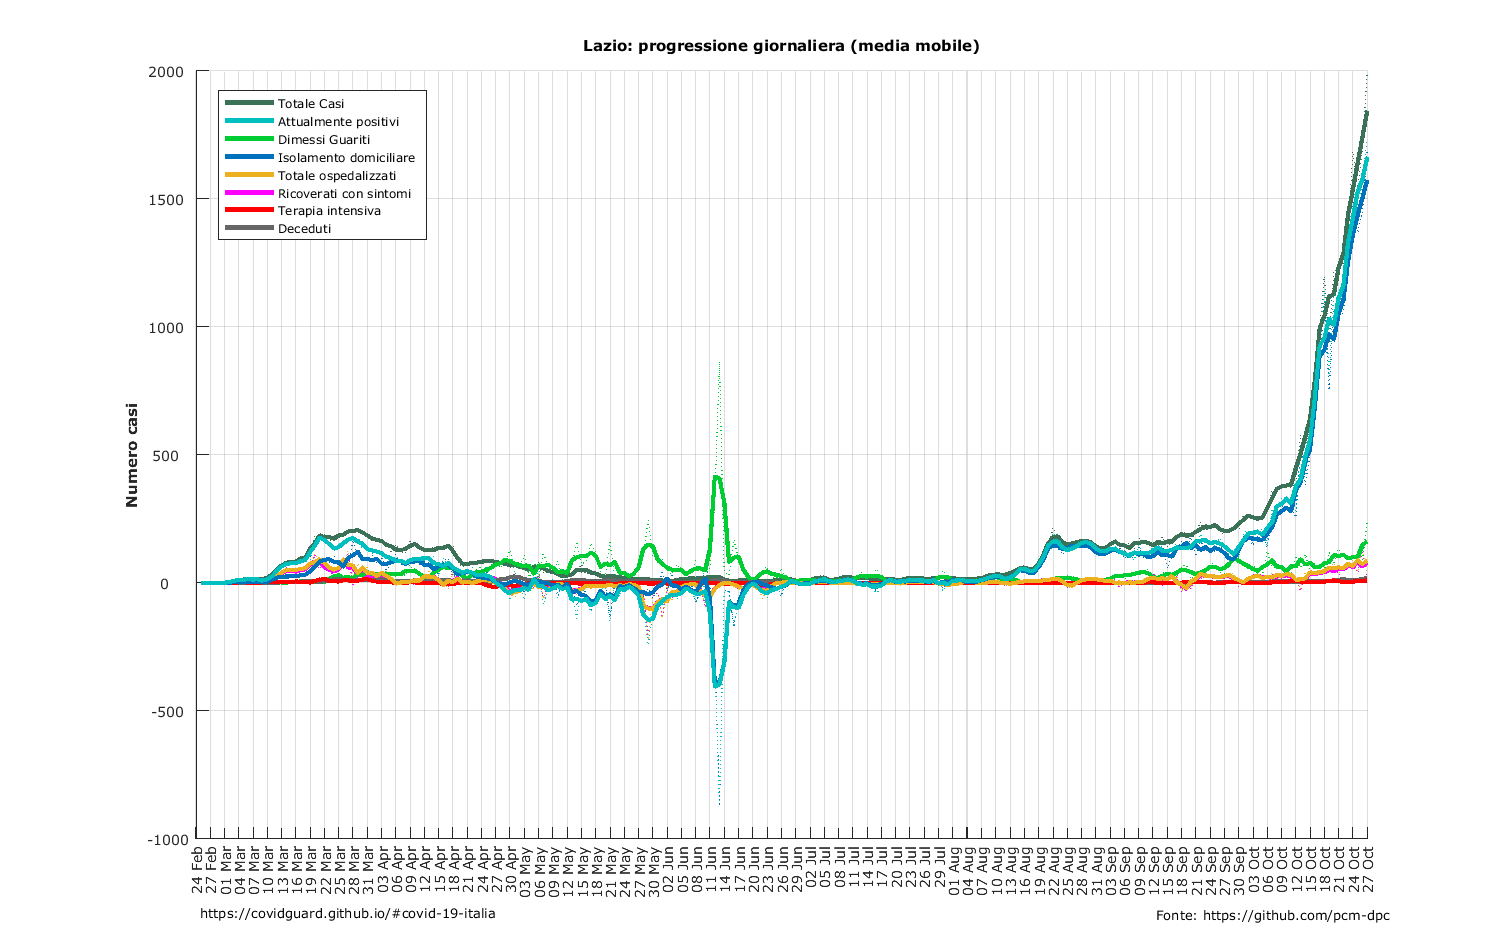 Lazio: progressione giornaliera (media mobile)
2000
1500
1000
500
0
-500
-1000
Numero casi
Totale Casi
Attualmente positivi
Dimessi Guariti
Isolamento domiciliare
Totale ospedalizzati
Ricoverati con sintomi
Terapia intensiva
Deceduti
24 Feb
27 Feb
01 Mar
04 Mar
07 Mar
10 Mar
13 Mar
16 Mar
19 Mar
22 Mar
25 Mar
28 Mar
31 Mar
03 Apr
06 Apr
09 Apr
12 Apr
15 Apr
18 Apr
21 Apr
24 Apr
27 Apr
30 Apr
03 May
06 May
09 May
12 May
15 May
18 May
21 May
24 May
27 May
30 May
02 Jun
05 Jun
08 Jun
11 Jun
14 Jun
17 Jun
20 Jun
23 Jun
26 Jun
29 Jun
02 Jul
05 Jul
08 Jul
11 Jul
14 Jul
17 Jul
20 Jul
23 Jul
26 Jul
29 Jul
01 Aug
04 Aug
07 Aug
10 Aug
13 Aug
16 Aug
19 Aug
22 Aug
25 Aug
28 Aug
31 Aug
03 Sep
06 Sep
09 Sep
12 Sep
15 Sep
18 Sep
21 Sep
24 Sep
27 Sep
30 Sep
03 Oct
06 Oct
09 Oct
12 Oct
15 Oct
18 Oct
21 Oct
24 Oct
27 Oct
https://covidguard.github.io/#covid-19-italia
Fonte: https://github.com/pcm-dpc